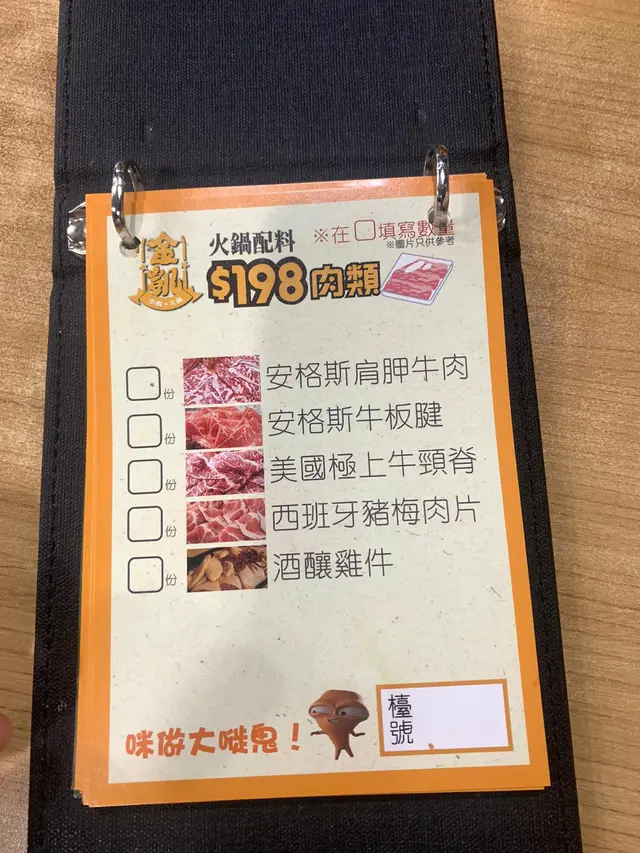 金
凱
火鍋配料
※在□填寫數量
※圖片只供參考
$198肉類
份 安格斯肩胛牛肉
份 安格斯牛板腱
份 美國極上牛頸脊
份 西班牙豬梅肉片
份 酒釀雞件
咪做大嘥鬼！
檯號